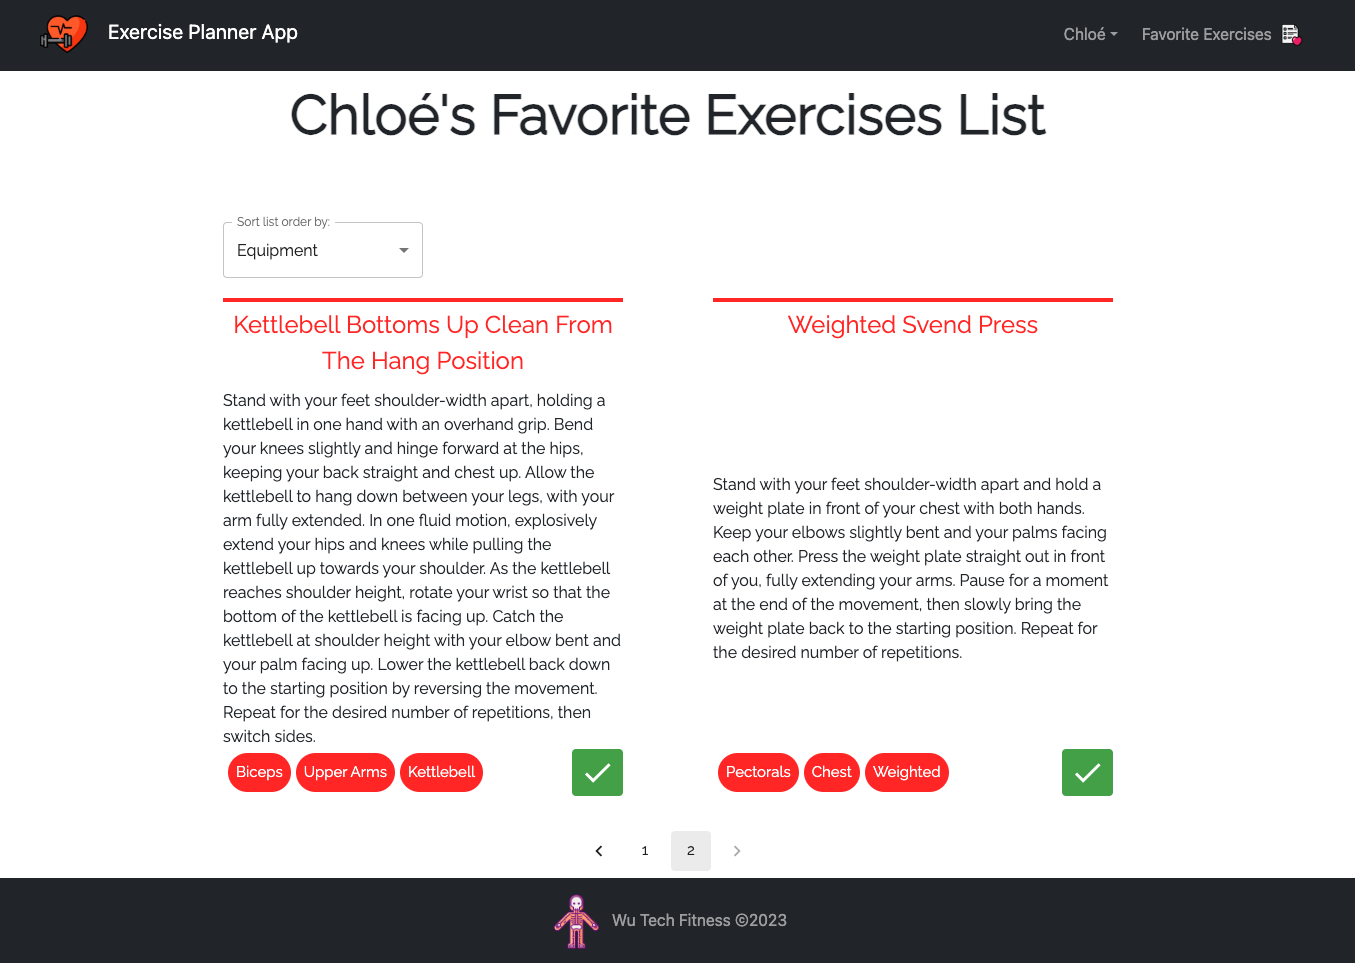 Exercise Planner App
Chloé
Favorite Exercises
Chloé's Favorite Exercises List
Sort list order by:
Equipment
Kettlebell Bottoms Up Clean From
The Hang Position
Stand with your feet shoulder-width apart, holding a
kettlebell in one hand with an overhand grip. Bend
your knees slightly and hinge forward at the hips,
keeping your back straight and chest up. Allow the
kettlebell to hang down between your legs, with your
arm fully extended. In one fluid motion, explosively
extend your hips and knees while pulling the
kettlebell up towards your shoulder. As the kettlebell
reaches shoulder height, rotate your wrist so that the
bottom of the kettlebell is facing up. Catch the
kettlebell at shoulder height with your elbow bent and
your palm facing up. Lower the kettlebell back down
to the starting position by reversing the movement.
Repeat for the desired number of repetitions, then
switch sides.
Biceps
Upper Arms
Kettlebell
Weighted Svend Press
Stand with your feet shoulder-width apart and hold a
weight plate in front of your chest with both hands.
Keep your elbows slightly bent and your palms facing
each other. Press the weight plate straight out in front
of you, fully extending your arms. Pause for a moment
at the end of the movement, then slowly bring the
weight plate back to the starting position. Repeat for
the desired number of repetitions.
Pectorals
Chest
Weighted
1
2
Wu Tech Fitness ©2023